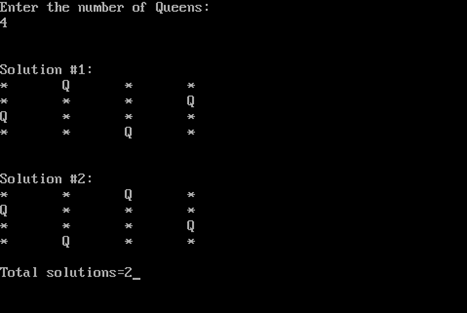 Enter the number of Queens:
4
Solution #1:
* Q * *
* * * Q
Q * * *
* * Q *
Solution #2:
* * Q *
Q * * *
* * * Q
* Q * *
Total solutions=2_